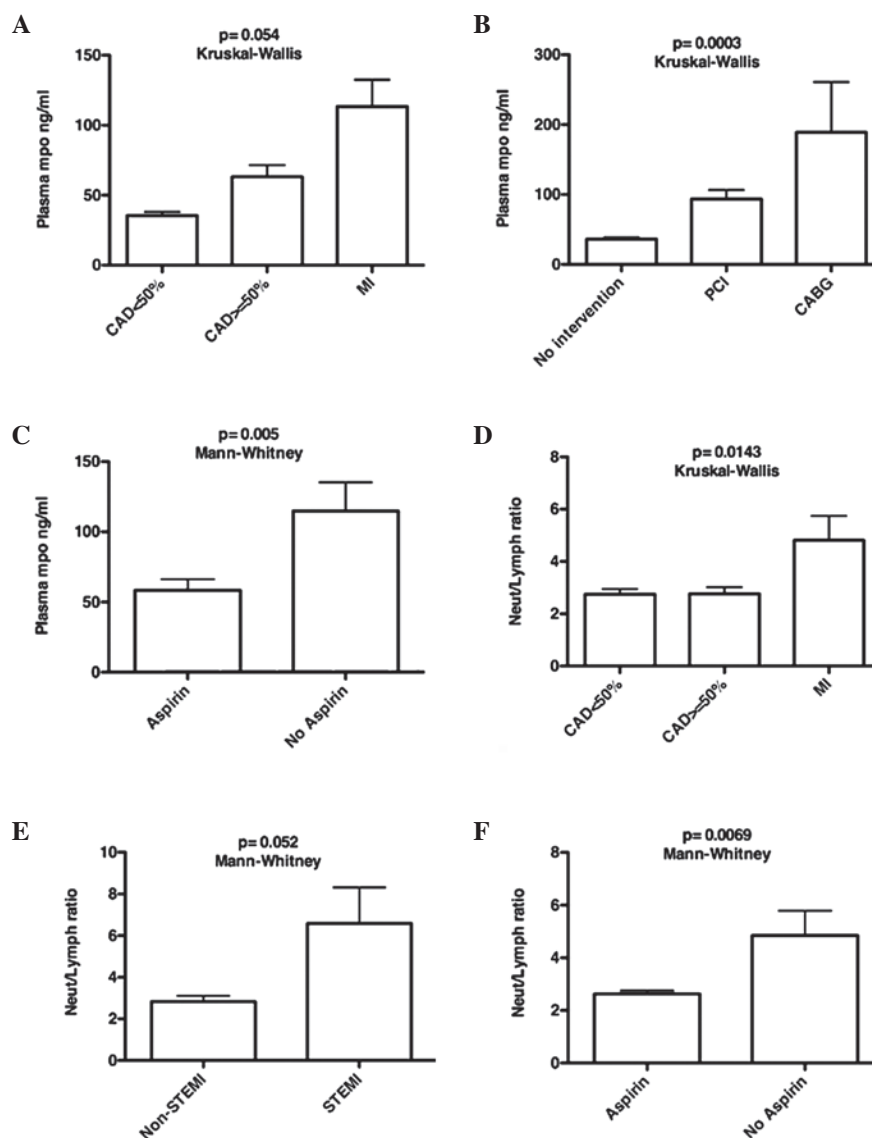 A
p= 0.054
Kruskal-Wallis
Plasma mpo ng/ml
150
100
50
0
CAD<50%
CAD>=50%
MI
B
p= 0.0003
Kruskal-Wallis
Plasma mpo ng/ml
300
200
100
0
No intervention
PCI
CABG
C
p= 0.005
Mann-Whitney
Plasma mpo ng/ml
150
100
50
0
Aspirin
No Aspirin
D
p= 0.0143
Kruskal-Wallis
Neut/Lymph ratio
8
6
4
2
0
CAD<50%
CAD>=50%
MI
E
p= 0.052
Mann-Whitney
Neut/Lymph ratio
10
8
6
4
2
0
Non-STEMI
STEMI
F
p= 0.0069
Mann-Whitney
Neut/Lymph ratio
8
6
4
2
0
Aspirin
No Aspirin